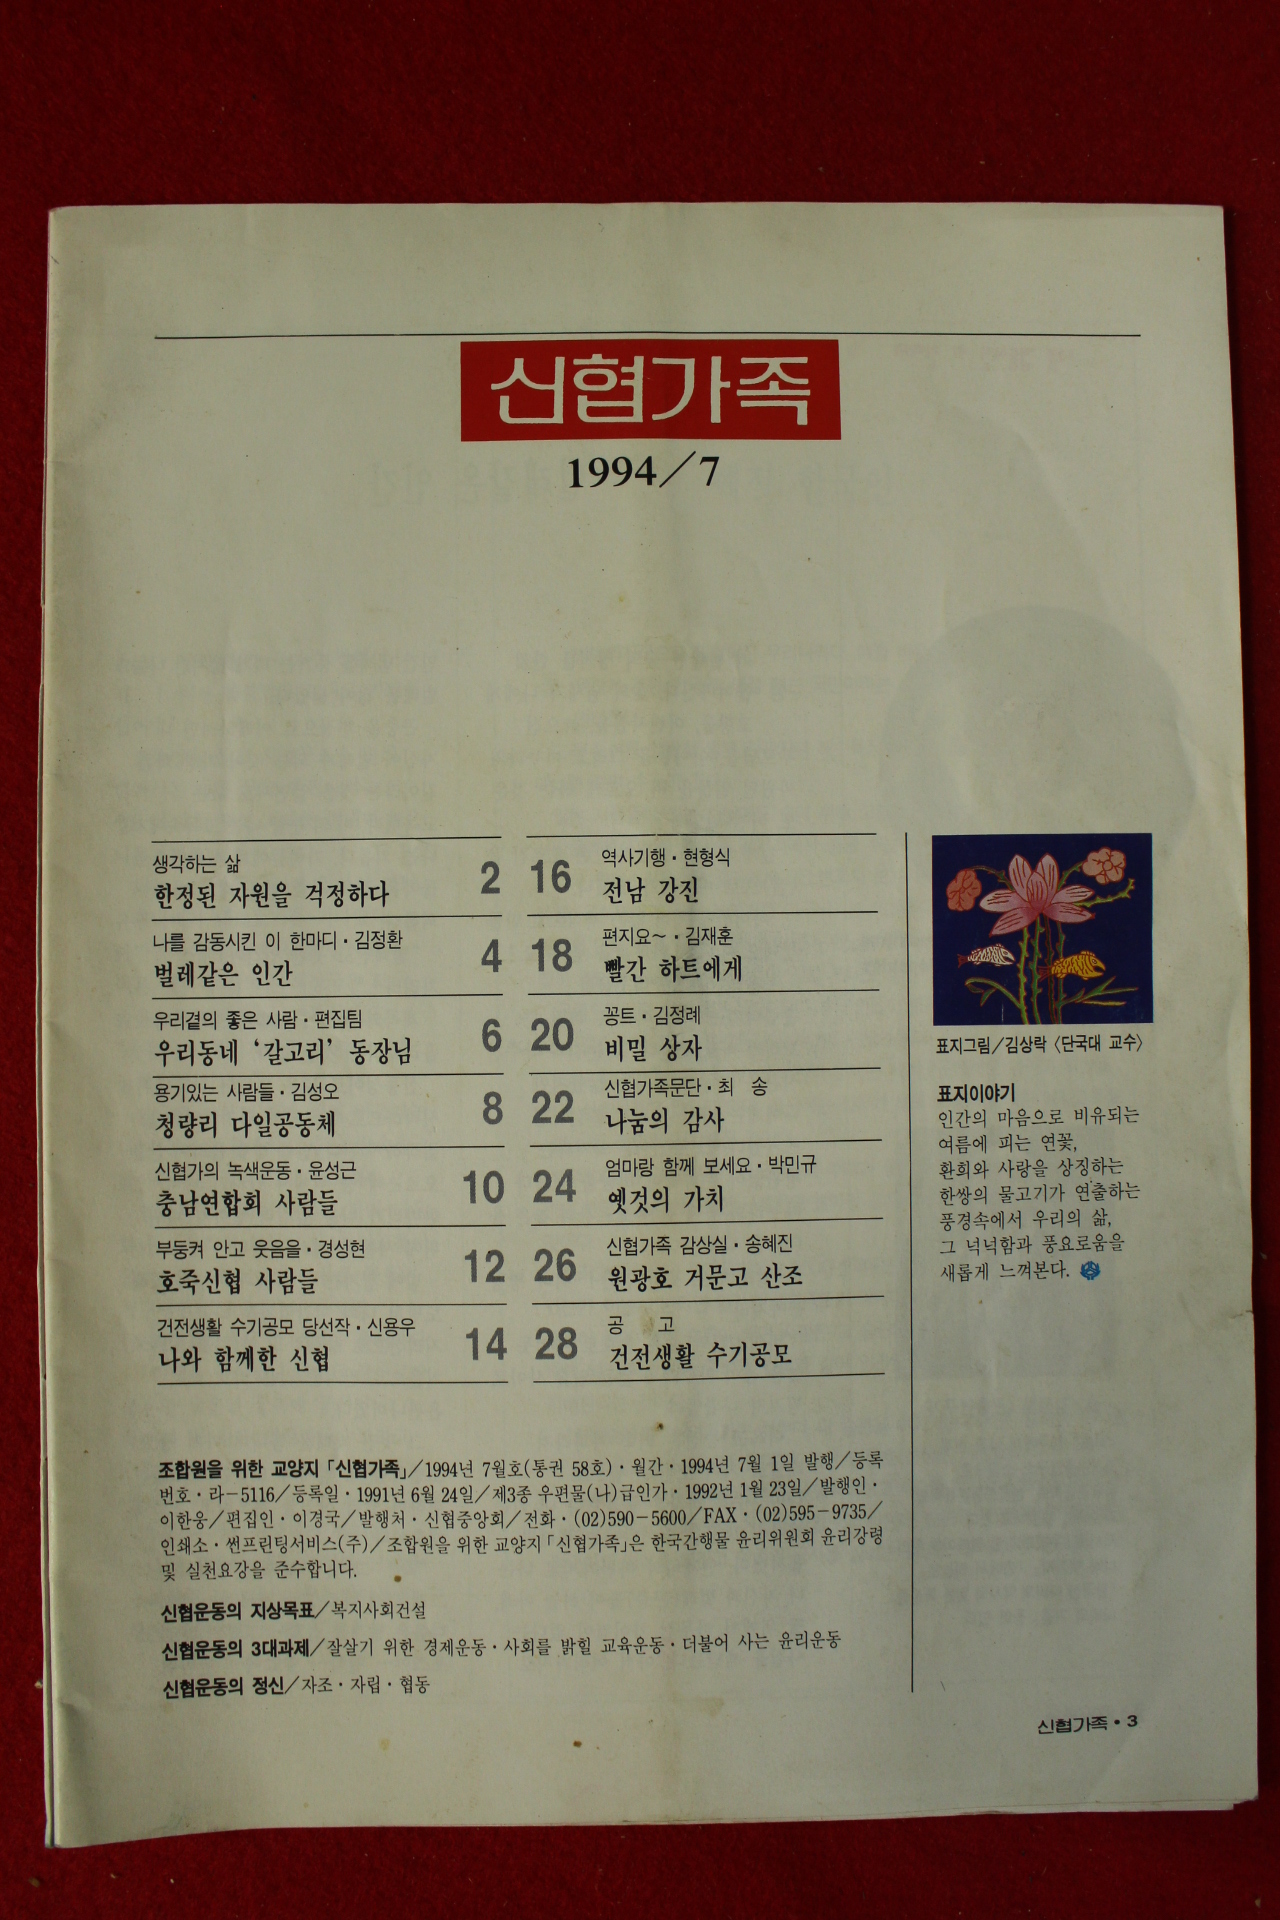 신협가족
1994/7
생각하는 삶
한정된 자원을 걱정하다
2
나를 감동시킨 이 한마디·김정환
벌레같은 인간
4
우리곁의 좋은 사람·편집팀
우리동네 '갈고리' 동장님
6
용기있는 사람들·김성오
청량리 다일공동체
8
신협가의 녹색운동·윤성근
충남연합회 사람들
10
부둥켜 안고 웃음을·경성현
호죽신협 사람들
12
건전생활 수기공모 당선작·신용우
나와 함께한 신협
14
16
역사기행·현형식
전남 강진
18
편지요~·김재훈
빨간 하트에게
20
꽁트·김정례
비밀 상자
22
신협가족문단·최 송
나눔의 감사
24
엄마랑 함께 보세요·박민규
옛것의 가치
26
신협가족 감상실·송혜진
원광호 거문고 산조
28
공 고
건전생활 수기공모
표지그림/김상락 〈단국대 교수〉
표지이야기
인간의 마음으로 비유되는
여름에 피는 연꽃,
환희와 사랑을 상징하는
한쌍의 물고기가 연출하는
풍경속에서 우리의 삶,
그 넉넉함과 풍요로움을
새롭게 느껴본다.
조합원을 위한 교양지 「신협가족」/1994년 7월호(통권 58호)·월간·1994년 7월 1일 발행/등록
번호·라-5116/등록일·1991년 6월 24일/제3종 우편물(나)급인가·1992년 1월 23일/발행인·
이한웅/편집인·이경국/발행처·신협중앙회/전화·(02)590-5600/FAX·(02)595-9735/
인쇄소·썬프린팅서비스(주)/조합원을 위한 교양지 「신협가족」은 한국간행물 윤리위원회 윤리강령
및 실천요강을 준수합니다.
신협운동의 지상목표/복지사회건설
신협운동의 3대과제/잘살기 위한 경제운동·사회를 밝힐 교육운동·더불어 사는 윤리운동
신협운동의 정신/자조·자립·협동
신협가족·3